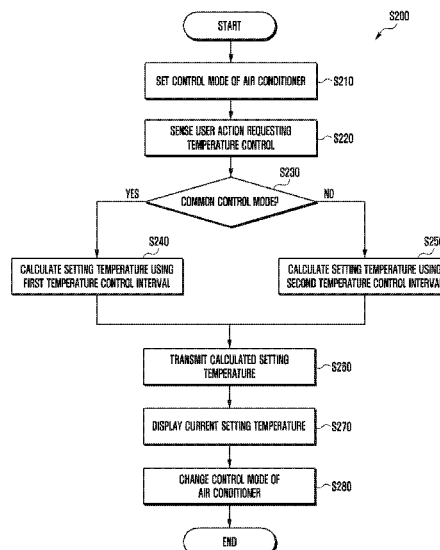 S200
START
SET CONTROL MODE OF AIR CONDITIONER
S210
SENSE USER ACTION REQUESTING
TEMPERATURE CONTROL
S220
S230
YES
COMMON CONTROL MODE?
NO
S240
CALCULATE SETTING TEMPERATURE USING
FIRST TEMPERATURE CONTROL INTERVAL
S250
CALCULATE SETTING TEMPERATURE USING
SECOND TEMPERATURE CONTROL INTERVAL
TRANSMIT CALCULATED SETTING
TEMPERATURE
S260
DISPLAY CURRENT SETTING TEMPERATURE
S270
CHANGE CONTROL MODE OF
AIR CONDITIONER
S280
END